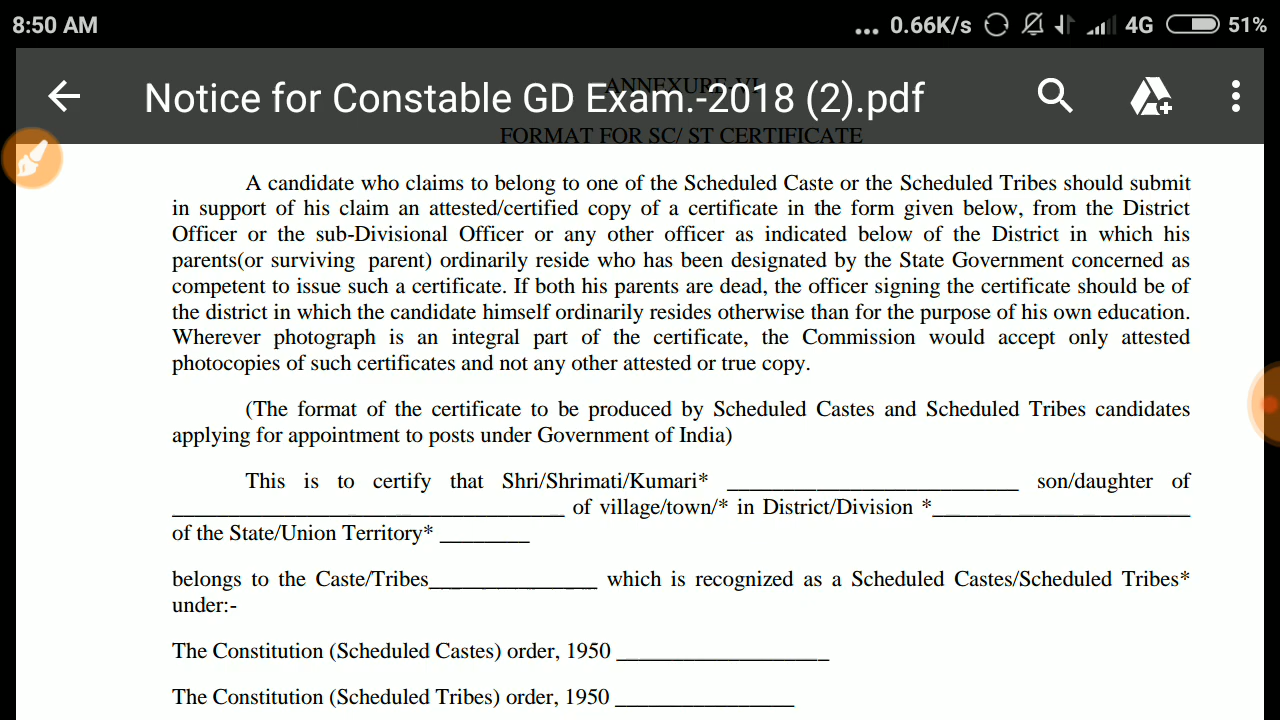 8:50 AM
... 0.66K/s 4G 51%
ANNEXURE-VI
Notice for Constable GD Exam.-2018 (2).pdf
FORMAT FOR SC/ ST CERTIFICATE
A candidate who claims to belong to one of the Scheduled Caste or the Scheduled Tribes should submit
in support of his claim an attested/certified copy of a certificate in the form given below, from the District
Officer or the sub-Divisional Officer or any other officer as indicated below of the District in which his
parents(or surviving parent) ordinarily reside who has been designated by the State Government concerned as
competent to issue such a certificate. If both his parents are dead, the officer signing the certificate should be of
the district in which the candidate himself ordinarily resides otherwise than for the purpose of his own education.
Wherever photograph is an integral part of the certificate, the Commission would accept only attested
photocopies of such certificates and not any other attested or true copy.
(The format of the certificate to be produced by Scheduled Castes and Scheduled Tribes candidates
applying for appointment to posts under Government of India)
This is to certify that Shri/Shrimati/Kumari* __________________________ son/daughter of
___________________________________ of village/town/* in District/Division *_______________________
of the State/Union Territory* ________
belongs to the Caste/Tribes_______________ which is recognized as a Scheduled Castes/Scheduled Tribes*
under:-
The Constitution (Scheduled Castes) order, 1950 ___________________
The Constitution (Scheduled Tribes) order, 1950 ________________